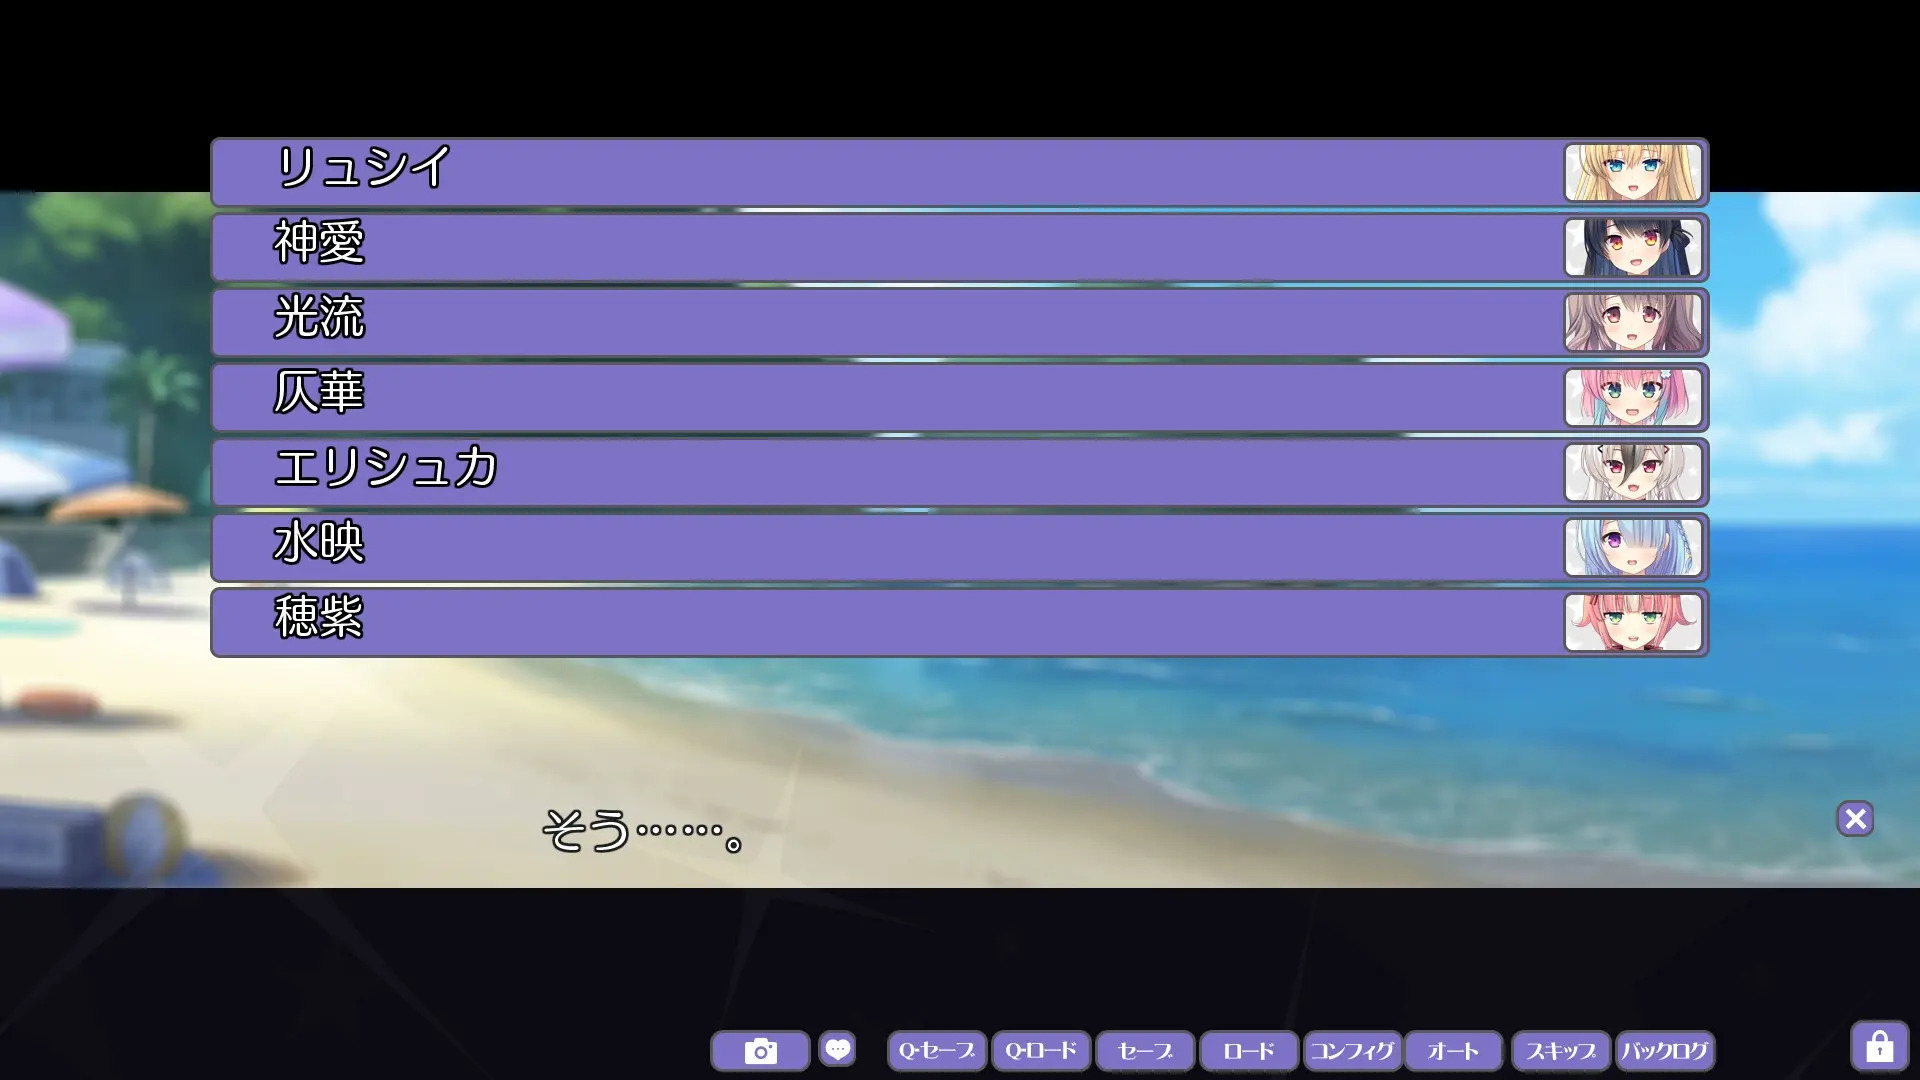 リュシイ
神愛
光流
仄華
エリシュカ
水映
穂紫
そう……。
Q・セーブ
Q・ロード
セーブ
ロード
コンフィグ
オート
スキップ
バックログ